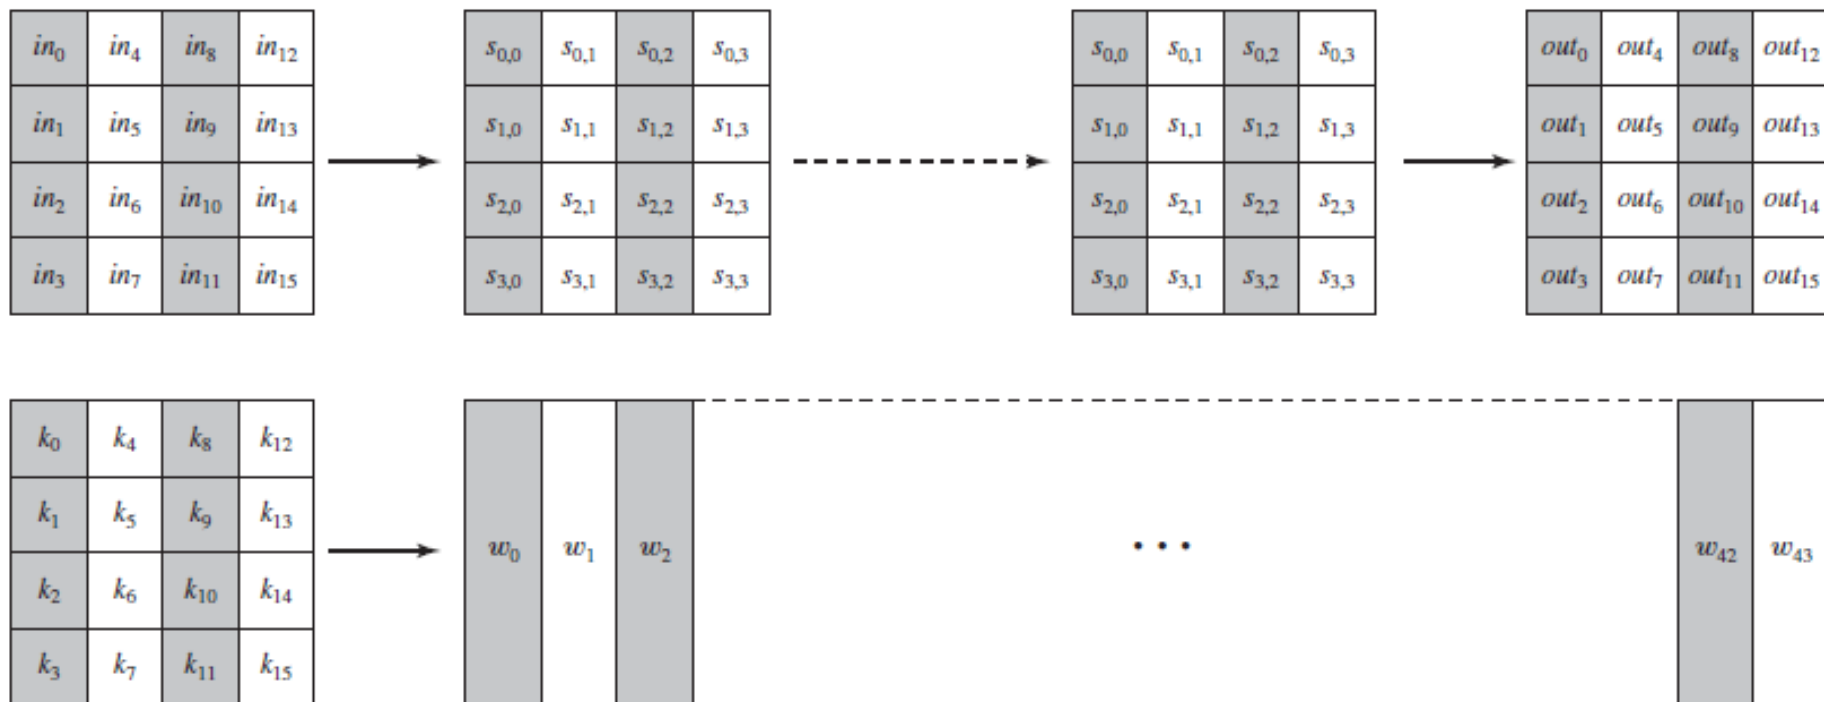 in₀ in₄ in₈ in₁₂ s₀,₀ s₀,₁ s₀,₂ s₀,₃ s₀,₀ s₀,₁ s₀,₂ s₀,₃ out₀ out₄ out₈ out₁₂
in₁ in₅ in₉ in₁₃ s₁,₀ s₁,₁ s₁,₂ s₁,₃ s₁,₀ s₁,₁ s₁,₂ s₁,₃ out₁ out₅ out₉ out₁₃
in₂ in₆ in₁₀ in₁₄ s₂,₀ s₂,₁ s₂,₂ s₂,₃ s₂,₀ s₂,₁ s₂,₂ s₂,₃ out₂ out₆ out₁₀ out₁₄
in₃ in₇ in₁₁ in₁₅ s₃,₀ s₃,₁ s₃,₂ s₃,₃ s₃,₀ s₃,₁ s₃,₂ s₃,₃ out₃ out₇ out₁₁ out₁₅
k₀ k₄ k₈ k₁₂
k₁ k₅ k₉ k₁₃
w₀ w₁ w₂ • • • w₄₂ w₄₃
k₂ k₆ k₁₀ k₁₄
k₃ k₇ k₁₁ k₁₅